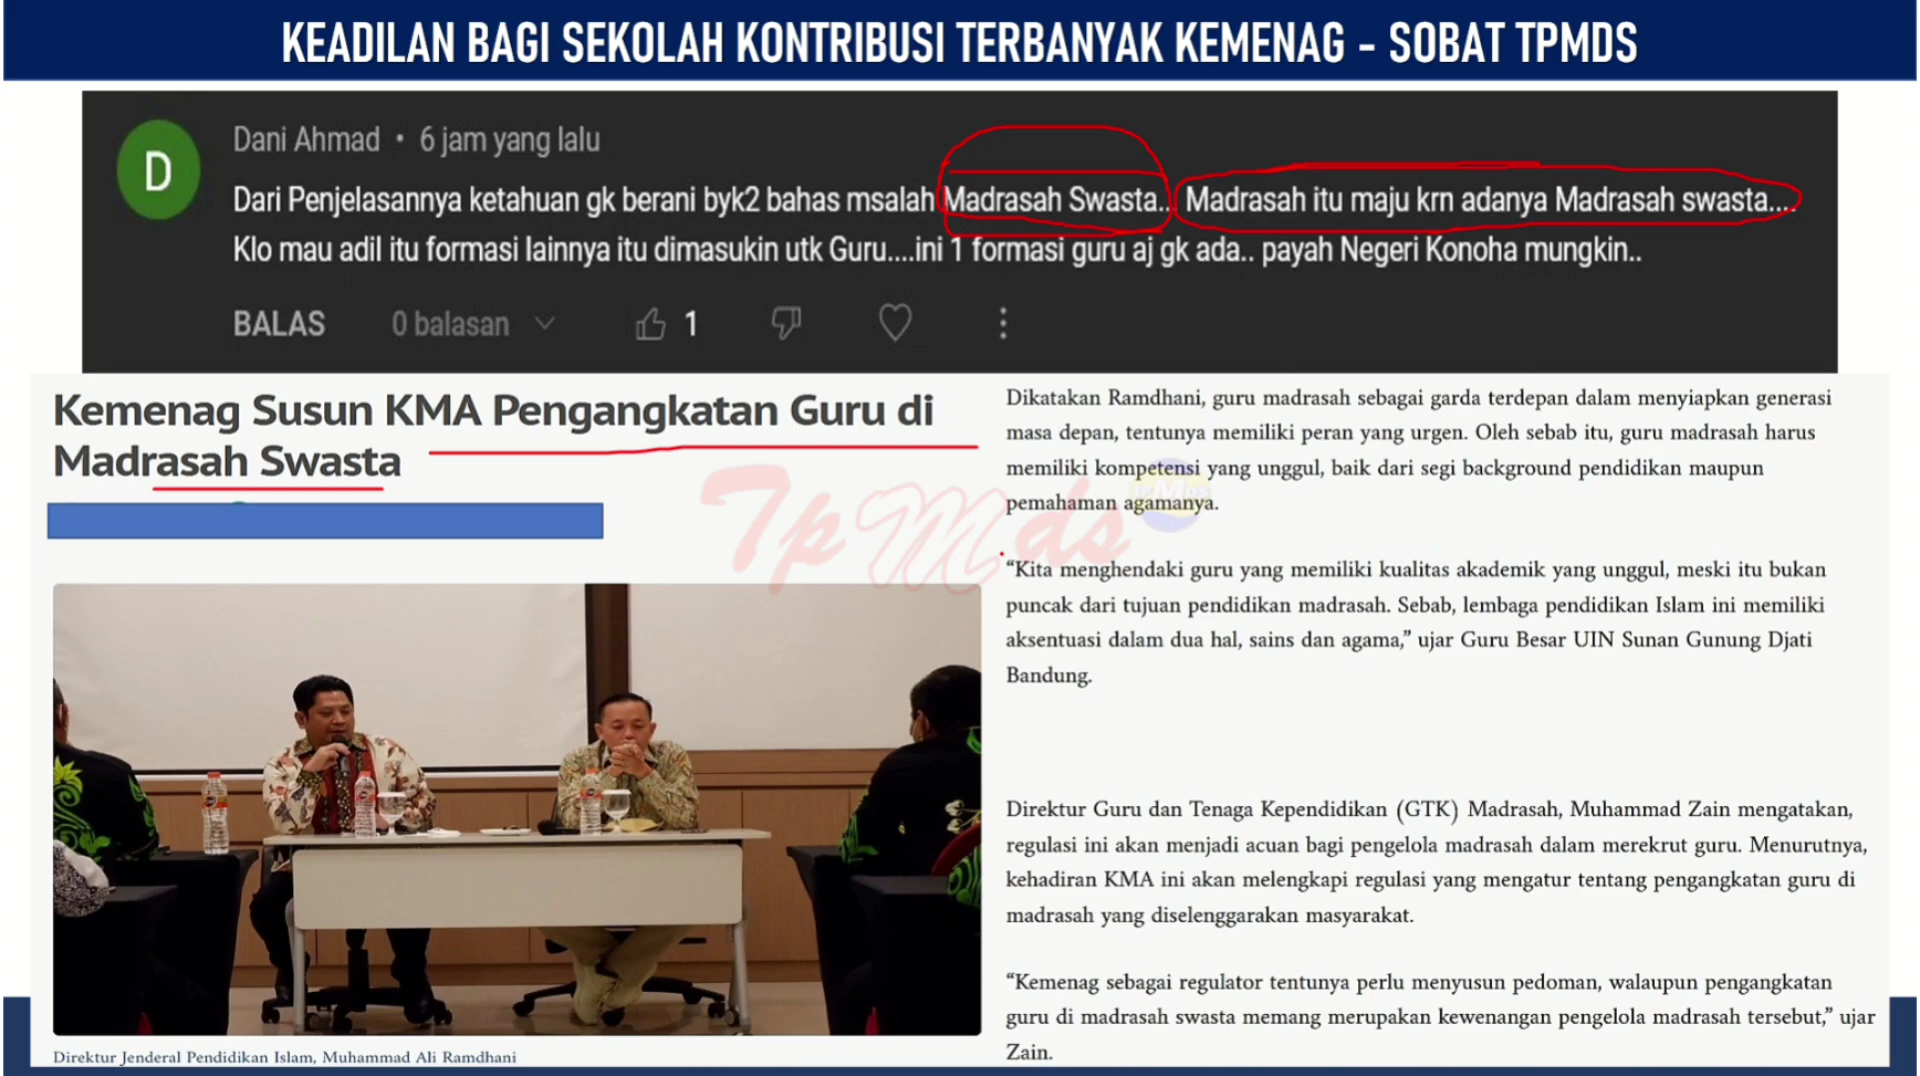 KEADILAN BAGI SEKOLAH KONTRIBUSI TERBANYAK KEMENAG - SOBAT TPMDS
D
Dani Ahmad • 6 jam yang lalu
Dari Penjelasannya ketahuan gk berani byk2 bahas msalah Madrasah Swasta... Madrasah itu maju krn adanya Madrasah swasta....
Klo mau adil itu formasi lainnya itu dimasukin utk Guru....ini 1 formasi guru aj gk ada.. payah Negeri Konoha mungkin..
BALAS 0 balasan 1
Kemenag Susun KMA Pengangkatan Guru di
Madrasah Swasta
TpMds
Direktur Jenderal Pendidikan Islam, Muhammad Ali Ramdhani
Dikatakan Ramdhani, guru madrasah sebagai garda terdepan dalam menyiapkan generasi
masa depan, tentunya memiliki peran yang urgen. Oleh sebab itu, guru madrasah harus
memiliki kompetensi yang unggul, baik dari segi background pendidikan maupun
pemahaman agamanya.
“Kita menghendaki guru yang memiliki kualitas akademik yang unggul, meski itu bukan
puncak dari tujuan pendidikan madrasah. Sebab, lembaga pendidikan Islam ini memiliki
aksentuasi dalam dua hal, sains dan agama,” ujar Guru Besar UIN Sunan Gunung Djati
Bandung.
Direktur Guru dan Tenaga Kependidikan (GTK) Madrasah, Muhammad Zain mengatakan,
regulasi ini akan menjadi acuan bagi pengelola madrasah dalam merekrut guru. Menurutnya,
kehadiran KMA ini akan melengkapi regulasi yang mengatur tentang pengangkatan guru di
madrasah yang diselenggarakan masyarakat.
“Kemenag sebagai regulator tentunya perlu menyusun pedoman, walaupun pengangkatan
guru di madrasah swasta memang merupakan kewenangan pengelola madrasah tersebut,” ujar
Zain.